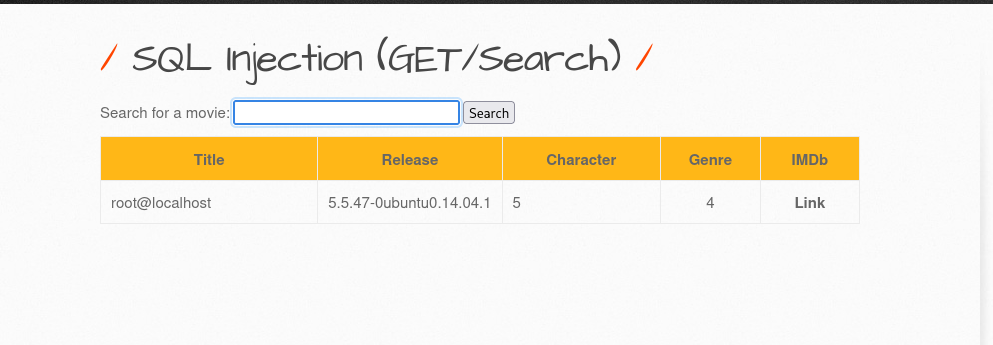 / SQL Injection (GET/Search) /
Search for a movie: Search
Title Release Character Genre IMDb
root@localhost 5.5.47-0ubuntu0.14.04.1 5 4 Link